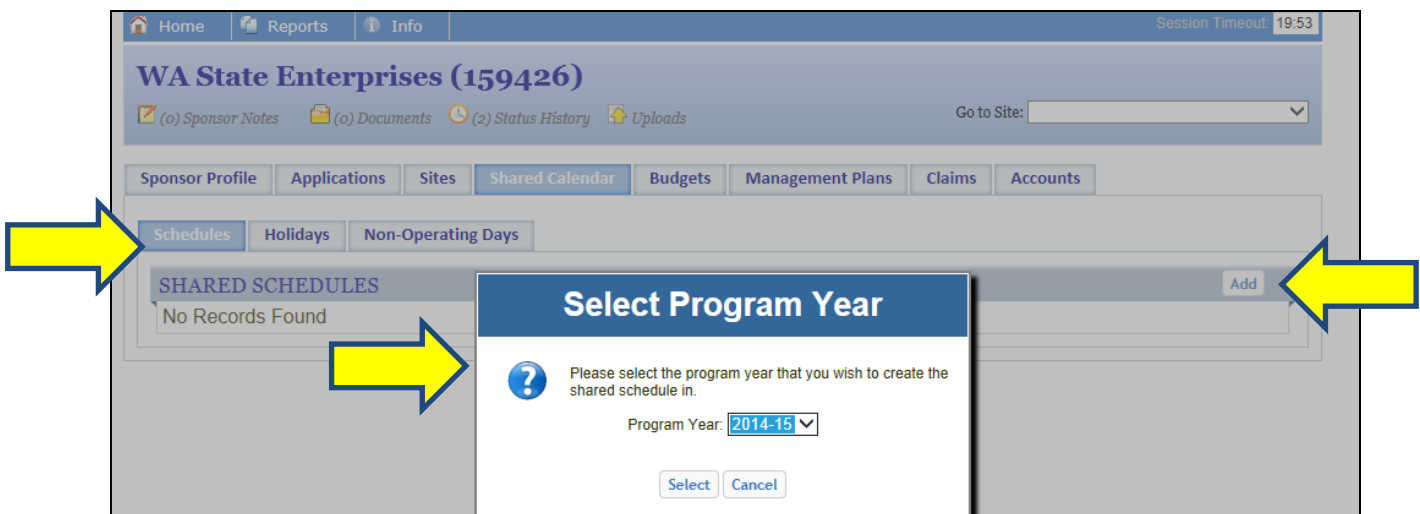 Home Reports Info Session Timeout: 19:53
WA State Enterprises (159426)
(0) Sponsor Notes (0) Documents (2) Status History Uploads Go to Site:
Sponsor Profile Applications Sites Shared Calendar Budgets Management Plans Claims Accounts
Schedules Holidays Non-Operating Days
SHARED SCHEDULES Add
No Records Found
Select Program Year
Please select the program year that you wish to create the
shared schedule in.
Program Year: 2014-15
Select Cancel